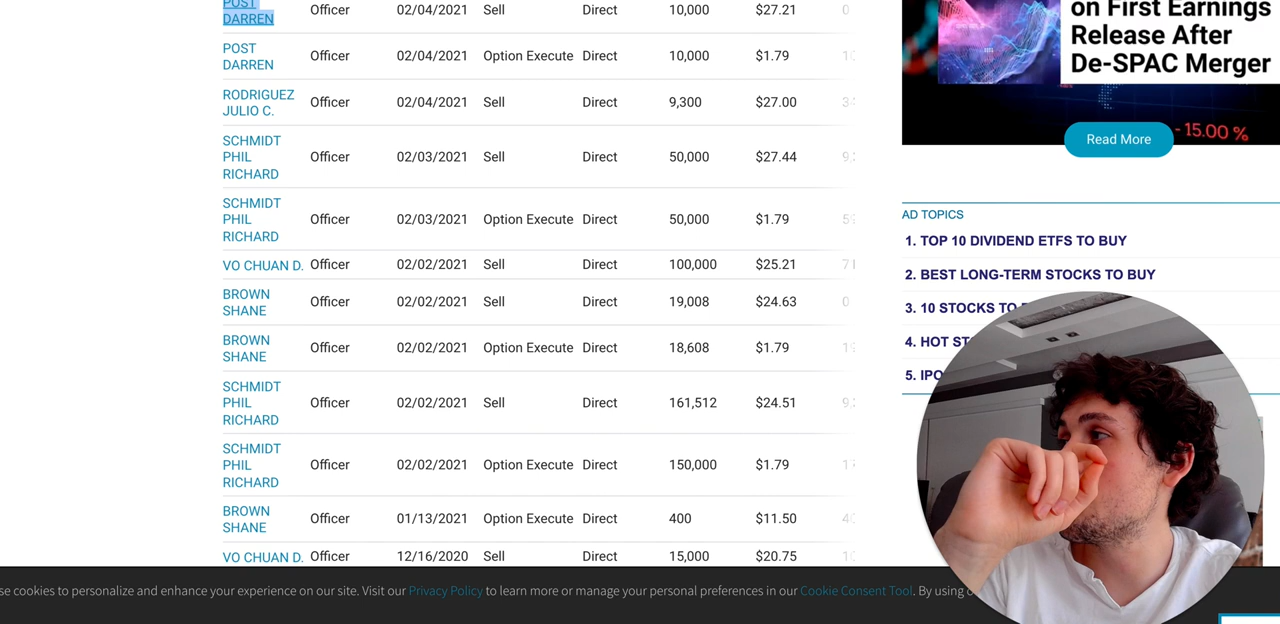 POST
DARREN
Officer 02/04/2021 Sell Direct 10,000 $27.21 0
POST
DARREN
Officer 02/04/2021 Option Execute Direct 10,000 $1.79
RODRIGUEZ
JULIO C.
Officer 02/04/2021 Sell Direct 9,300 $27.00
SCHMIDT
PHIL
RICHARD
Officer 02/03/2021 Sell Direct 50,000 $27.44
SCHMIDT
PHIL
RICHARD
Officer 02/03/2021 Option Execute Direct 50,000 $1.79
VO CHUAN D. Officer 02/02/2021 Sell Direct 100,000 $25.21
BROWN
SHANE
Officer 02/02/2021 Sell Direct 19,008 $24.63 0
BROWN
SHANE
Officer 02/02/2021 Option Execute Direct 18,608 $1.79
SCHMIDT
PHIL
RICHARD
Officer 02/02/2021 Sell Direct 161,512 $24.51
SCHMIDT
PHIL
RICHARD
Officer 02/02/2021 Option Execute Direct 150,000 $1.79
BROWN
SHANE
Officer 01/13/2021 Option Execute Direct 400 $11.50
VO CHUAN D. Officer 12/16/2020 Sell Direct 15,000 $20.75
on First Earnings
Release After
De-SPAC Merger
- 15.00 %
Read More
AD TOPICS
1. TOP 10 DIVIDEND ETFS TO BUY
2. BEST LONG-TERM STOCKS TO BUY
3. 10 STOCKS TO
4. HOT
5. IPO
se cookies to personalize and enhance your experience on our site. Visit our Privacy Policy to learn more or manage your personal preferences in our Cookie Consent Tool. By using